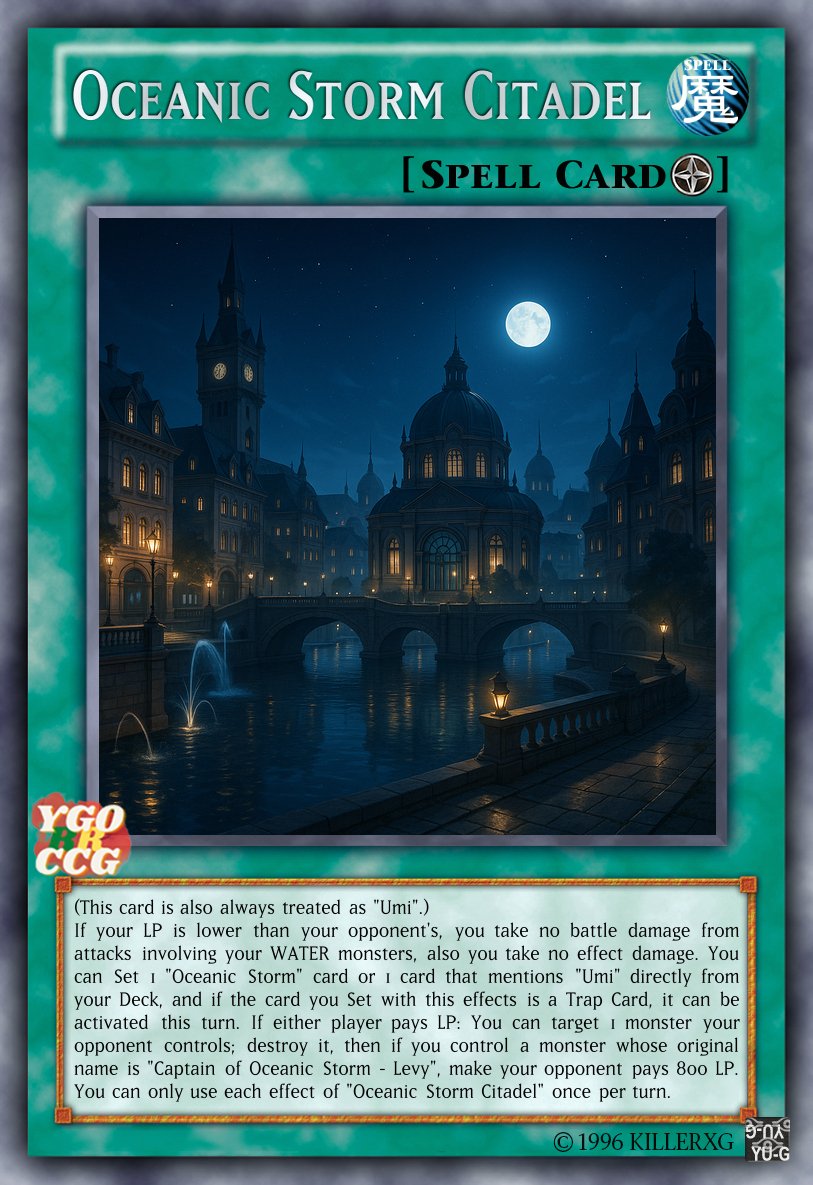 OCEANIC STORM CITADEL
SPELL
魔
[SPELL CARD]
YGO
RR
CCG
(This card is also always treated as "Umi".)
If your LP is lower than your opponent's, you take no battle damage from
attacks involving your WATER monsters, also you take no effect damage. You
can Set 1 "Oceanic Storm" card or 1 card that mentions "Umi" directly from
your Deck, and if the card you Set with this effects is a Trap Card, it can be
activated this turn. If either player pays LP: You can target 1 monster your
opponent controls; destroy it, then if you control a monster whose original
name is "Captain of Oceanic Storm - Levy", make your opponent pays 800 LP.
You can only use each effect of "Oceanic Storm Citadel" once per turn.
© 1996 KILLERXG